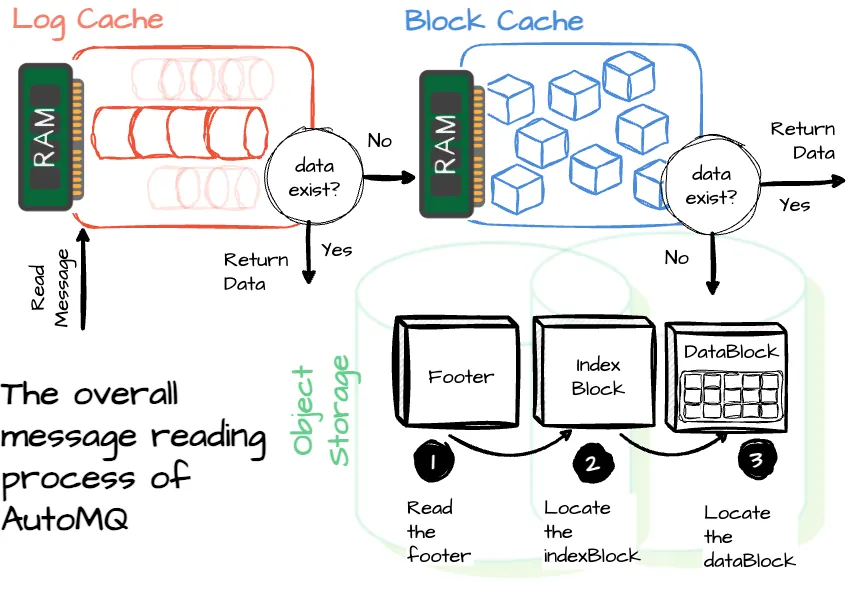 Log Cache
Block Cache
RAM
data
exist?
No
RAM
data
exist?
Return
Data
Yes
Read
Message
Return
Data
Yes
No
Object
Storage
Footer
Index
Block
DataBlock
1
2
3
Read
the
footer
Locate
the
indexBlock
Locate
the
dataBlock
The overall
message reading
process of
AutoMQ